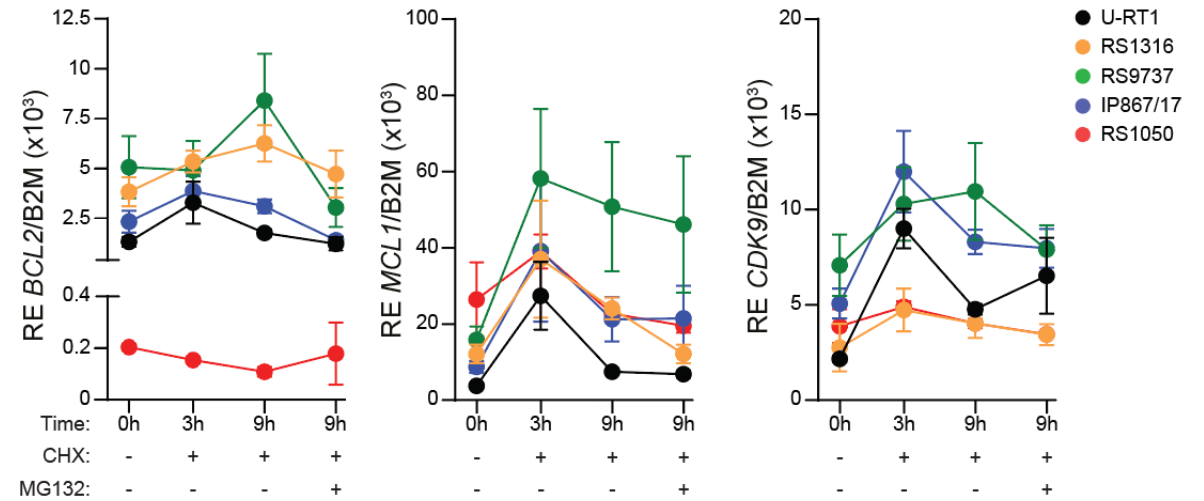 RE BCL2/B2M (x10³)
12.5
10
7.5
5
2.5
0.4
0.2
0
RE MCL1/B2M (x10³)
100
80
60
40
20
0
RE CDK9/B2M (x10³)
20
15
10
5
0
U-RT1
RS1316
RS9737
IP867/17
RS1050
Time: 0h 3h 9h 9h 0h 3h 9h 9h 0h 3h 9h 9h
CHX: - + + + - + + + - + + +
MG132: - - - + - - - + - - - +